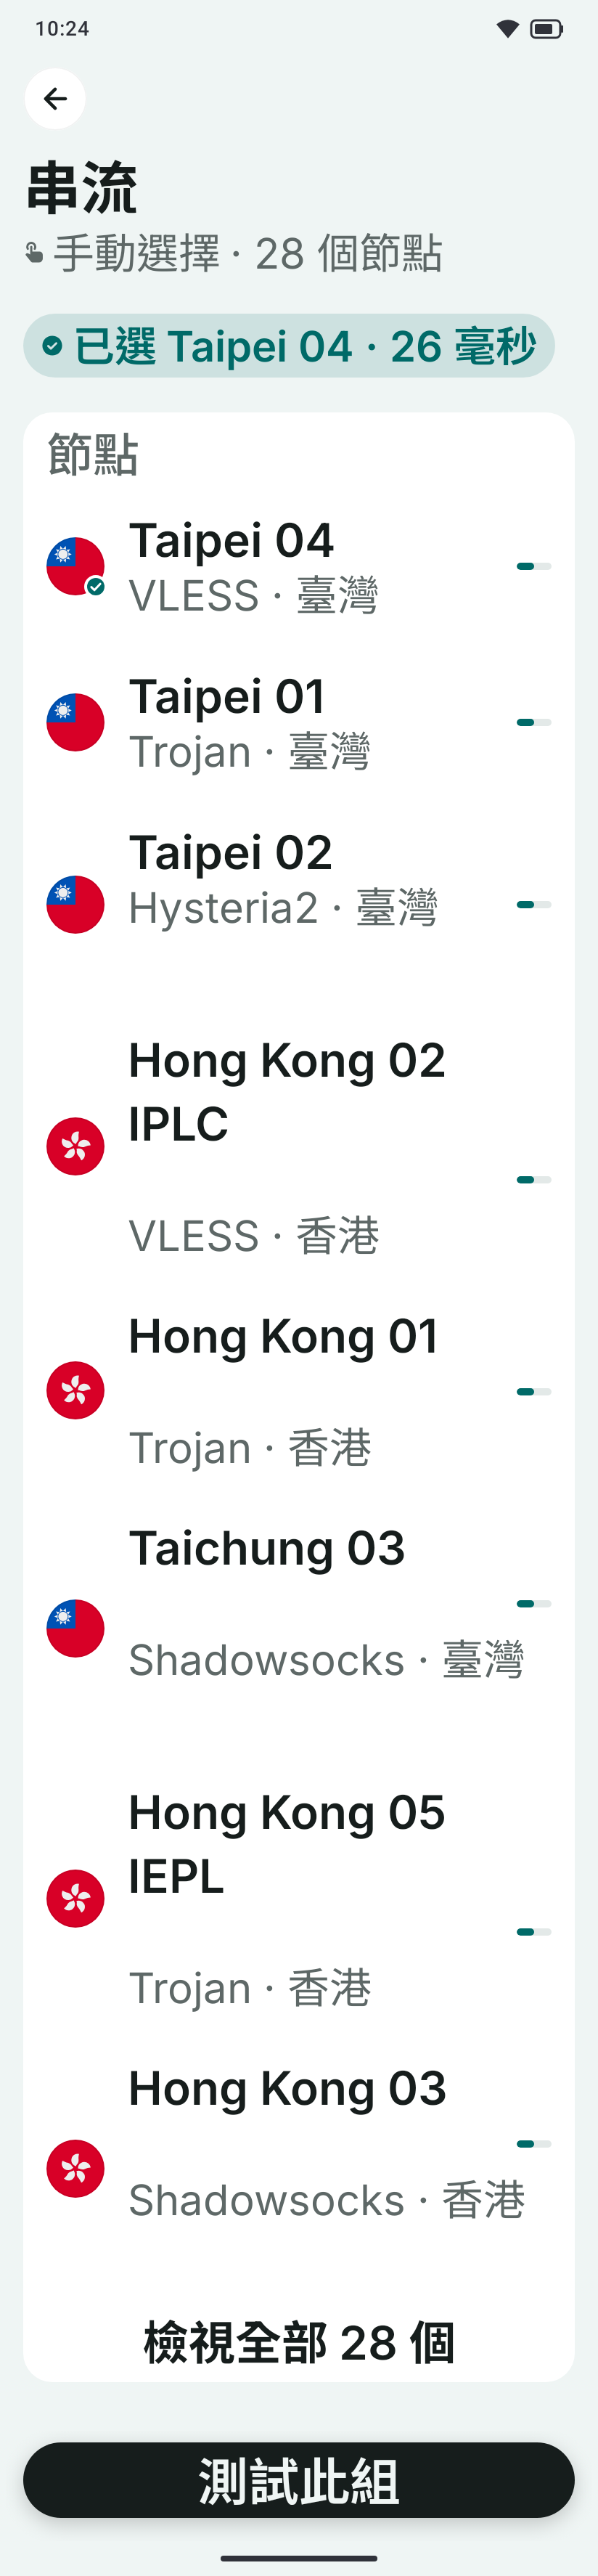 10:24
串流
手動選擇 · 28 個節點
已選 Taipei 04 · 26 毫秒
節點
Taipei 04
VLESS · 臺灣
Taipei 01
Trojan · 臺灣
Taipei 02
Hysteria2 · 臺灣
Hong Kong 02
IPLC
VLESS · 香港
Hong Kong 01
Trojan · 香港
Taichung 03
Shadowsocks · 臺灣
Hong Kong 05
IEPL
Trojan · 香港
Hong Kong 03
Shadowsocks · 香港
檢視全部 28 個
測試此組